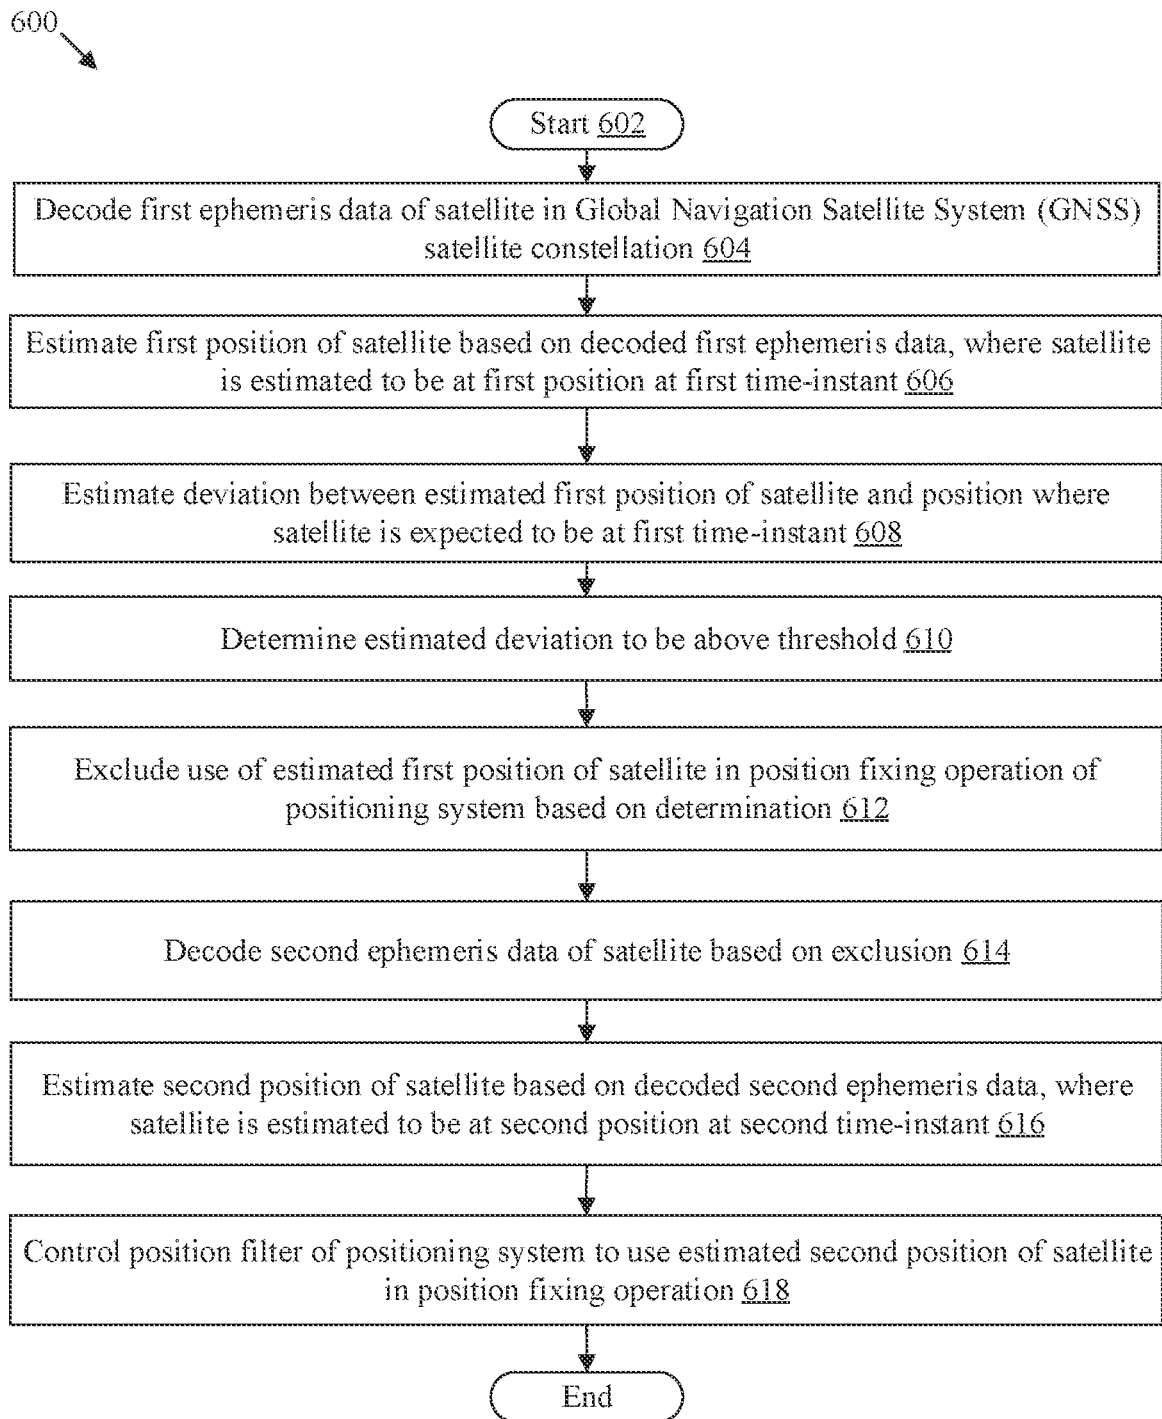 600
Start 602
Decode first ephemeris data of satellite in Global Navigation Satellite System (GNSS)
satellite constellation 604
Estimate first position of satellite based on decoded first ephemeris data, where satellite
is estimated to be at first position at first time-instant 606
Estimate deviation between estimated first position of satellite and position where
satellite is expected to be at first time-instant 608
Determine estimated deviation to be above threshold 610
Exclude use of estimated first position of satellite in position fixing operation of
positioning system based on determination 612
Decode second ephemeris data of satellite based on exclusion 614
Estimate second position of satellite based on decoded second ephemeris data, where
satellite is estimated to be at second position at second time-instant 616
Control position filter of positioning system to use estimated second position of satellite
in position fixing operation 618
End